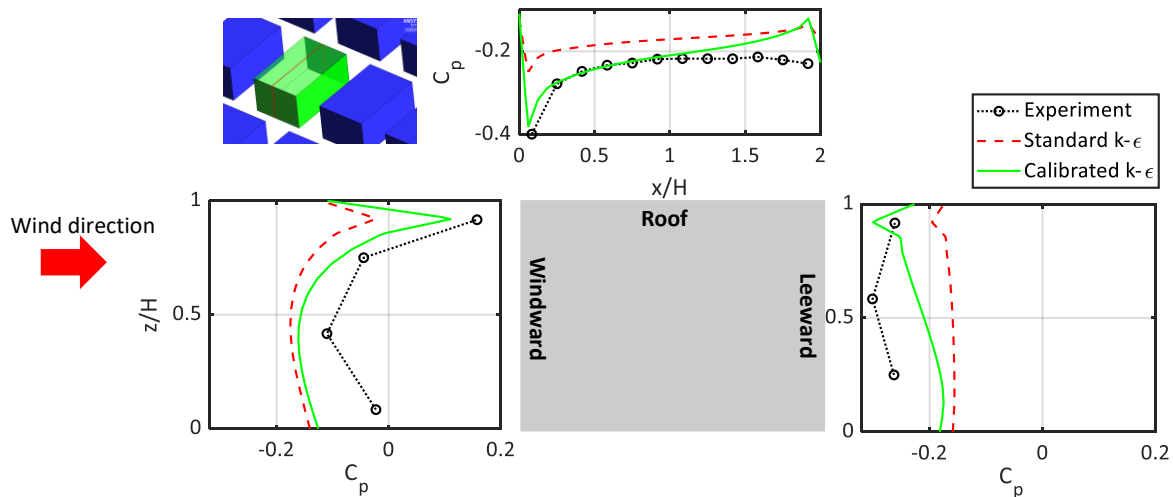 ANSYS
-0.2
-0.4
C_p
0
0.5
1
1.5
2
x/H
Experiment
Standard k-ϵ
Calibrated k-ϵ
Wind direction
1
0.5
0
z/H
-0.2
0
0.2
C_p
Roof
Windward
Leeward
1
0.5
0
-0.2
0
0.2
C_p